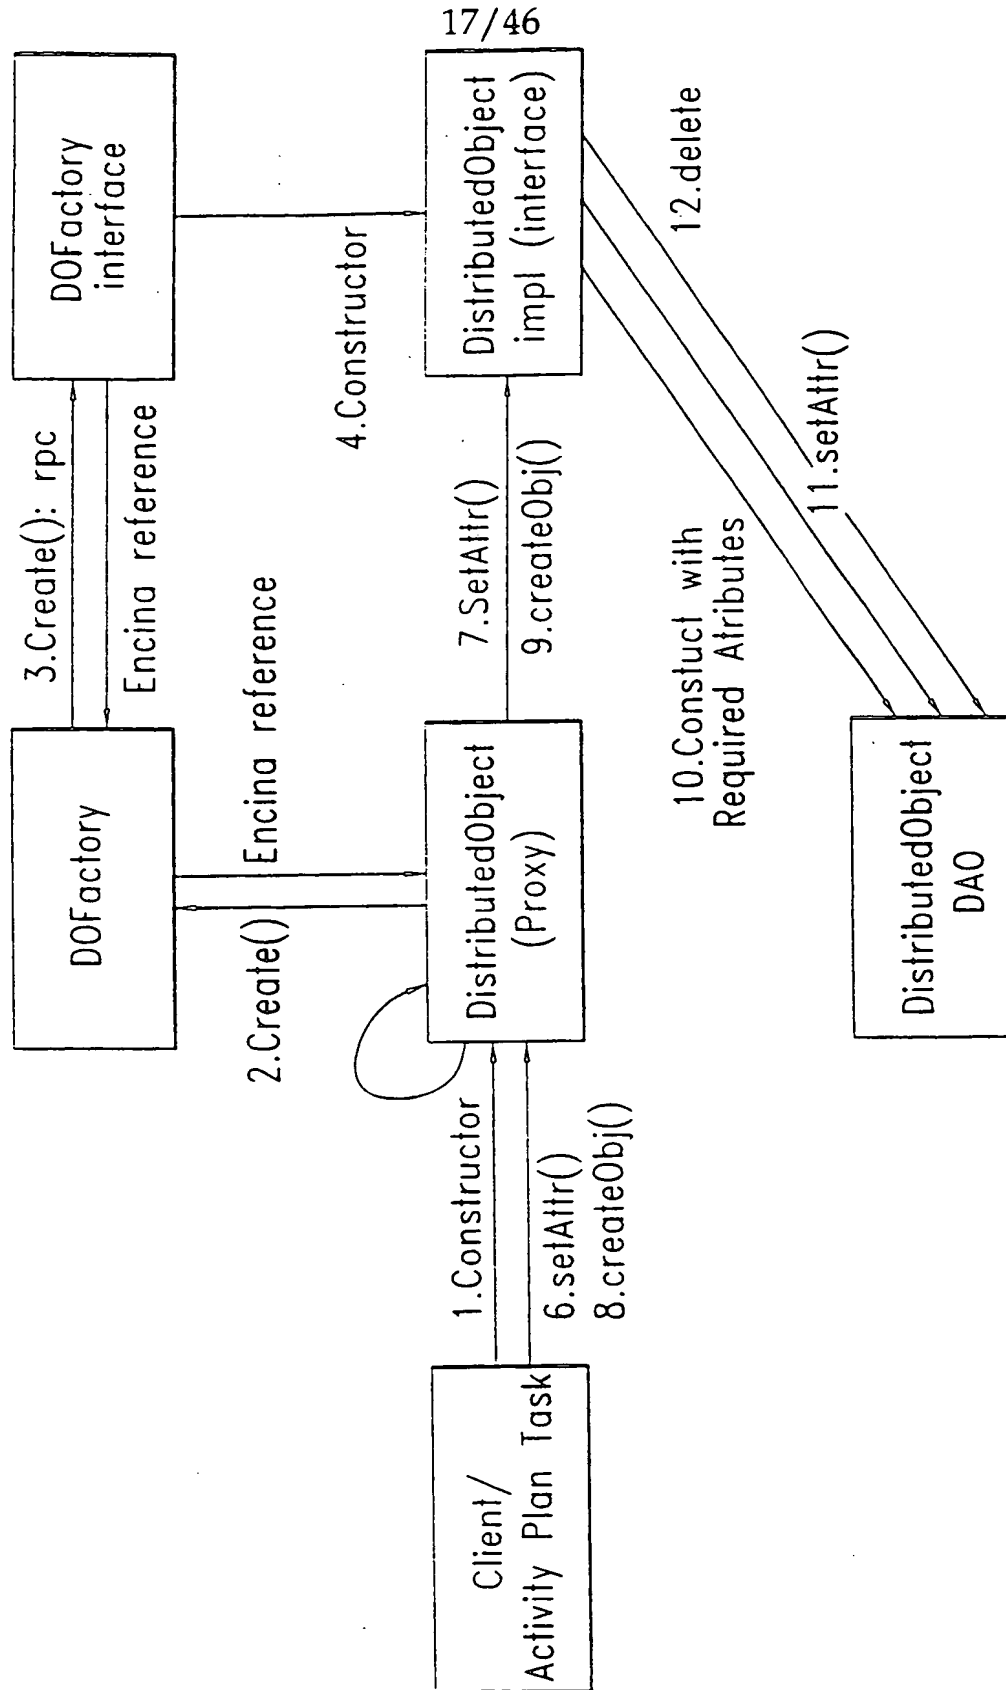 17/46
DOFactory
3.Create(): rpc
Encina reference
DOFactory
interface
2.Create()
Encina reference
4.Constructor
Client/
Activity Plan Task
1.Constructor
6.setAttr()
8.createObj()
DistributedObject
(Proxy)
7.SetAttr()
9.createObj()
DistributedObject
impl (interface)
10.Constuct with
Required Atributes
11.setAttr()
12.delete
DistributedObject
DAO